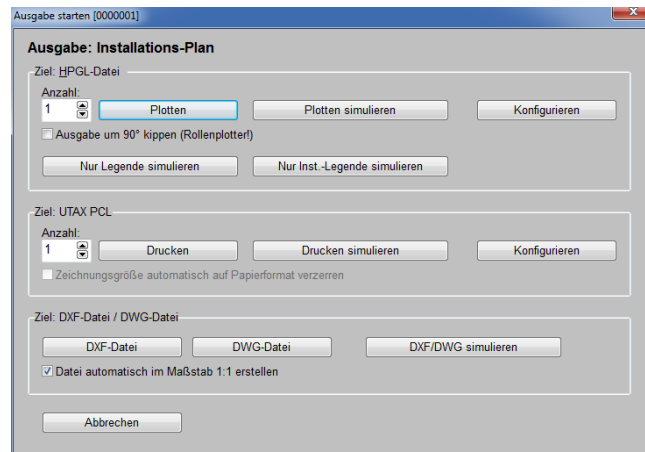 Ausgabe starten [0000001]
Ausgabe: Installations-Plan
Ziel: HPGL-Datei
Anzahl:
1 Plotten Plotten simulieren Konfigurieren
Ausgabe um 90° kippen (Rollenplotter!)
Nur Legende simulieren Nur Inst.-Legende simulieren
Ziel: UTAX PCL
Anzahl:
1 Drucken Drucken simulieren Konfigurieren
Zeichnungsgröße automatisch auf Papierformat verzerren
Ziel: DXF-Datei / DWG-Datei
DXF-Datei DWG-Datei DXF/DWG simulieren
Datei automatisch im Maßstab 1:1 erstellen
Abbrechen